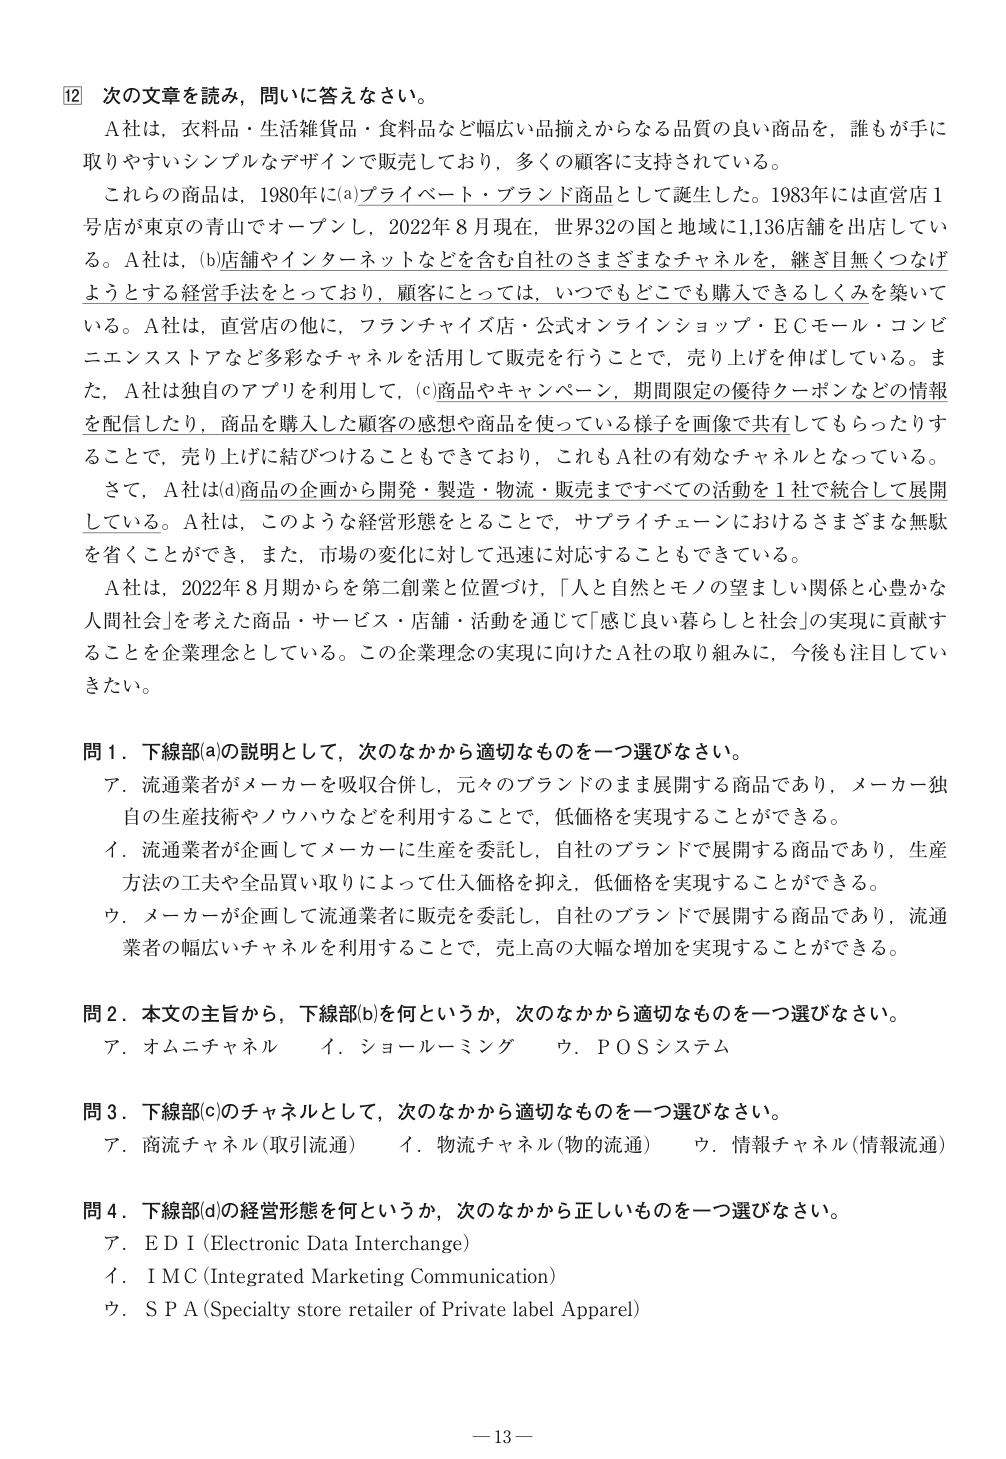 12 次の文章を読み，問いに答えなさい。
A社は，衣料品・生活雑貨品・食料品など幅広い品揃えからなる品質の良い商品を，誰もが手に
取りやすいシンプルなデザインで販売しており，多くの顧客に支持されている。
これらの商品は，1980年に(a)プライベート・ブランド商品として誕生した。1983年には直営店１
号店が東京の青山でオープンし，2022年８月現在，世界32の国と地域に1,136店舗を出店してい
る。A社は，(b)店舗やインターネットなどを含む自社のさまざまなチャネルを，継ぎ目無くつなげ
ようとする経営手法をとっており，顧客にとっては，いつでもどこでも購入できるしくみを築いて
いる。A社は，直営店の他に，フランチャイズ店・公式オンラインショップ・ＥＣモール・コンビ
ニエンスストアなど多彩なチャネルを活用して販売を行うことで，売り上げを伸ばしている。ま
た，A社は独自のアプリを利用して，(c)商品やキャンペーン，期間限定の優待クーポンなどの情報
を配信したり，商品を購入した顧客の感想や商品を使っている様子を画像で共有してもらったりす
ることで，売り上げに結びつけることもできており，これもA社の有効なチャネルとなっている。
さて，A社は(d)商品の企画から開発・製造・物流・販売まですべての活動を１社で統合して展開
している。A社は，このような経営形態をとることで，サプライチェーンにおけるさまざまな無駄
を省くことができ，また，市場の変化に対して迅速に対応することもできている。
A社は，2022年８月期からを第二創業と位置づけ，「人と自然とモノの望ましい関係と心豊かな
人間社会」を考えた商品・サービス・店舗・活動を通じて「感じ良い暮らしと社会」の実現に貢献す
ることを企業理念としている。この企業理念の実現に向けたA社の取り組みに，今後も注目してい
きたい。
問１．下線部(a)の説明として，次のなかから適切なものを一つ選びなさい。
ア．流通業者がメーカーを吸収合併し，元々のブランドのまま展開する商品であり，メーカー独
自の生産技術やノウハウなどを利用することで，低価格を実現することができる。
イ．流通業者が企画してメーカーに生産を委託し，自社のブランドで展開する商品であり，生産
方法の工夫や全品買い取りによって仕入価格を抑え，低価格を実現することができる。
ウ．メーカーが企画して流通業者に販売を委託し，自社のブランドで展開する商品であり，流通
業者の幅広いチャネルを利用することで，売上高の大幅な増加を実現することができる。
問２．本文の主旨から，下線部(b)を何というか，次のなかから適切なものを一つ選びなさい。
ア．オムニチャネル　　イ．ショールーミング　　ウ．ＰＯＳシステム
問３．下線部(c)のチャネルとして，次のなかから適切なものを一つ選びなさい。
ア．商流チャネル(取引流通)　　イ．物流チャネル(物的流通)　　ウ．情報チャネル(情報流通)
問４．下線部(d)の経営形態を何というか，次のなかから正しいものを一つ選びなさい。
ア．ＥＤＩ(Electronic Data Interchange)
イ．ＩＭＣ(Integrated Marketing Communication)
ウ．ＳＰＡ(Specialty store retailer of Private label Apparel)
― 13 ―